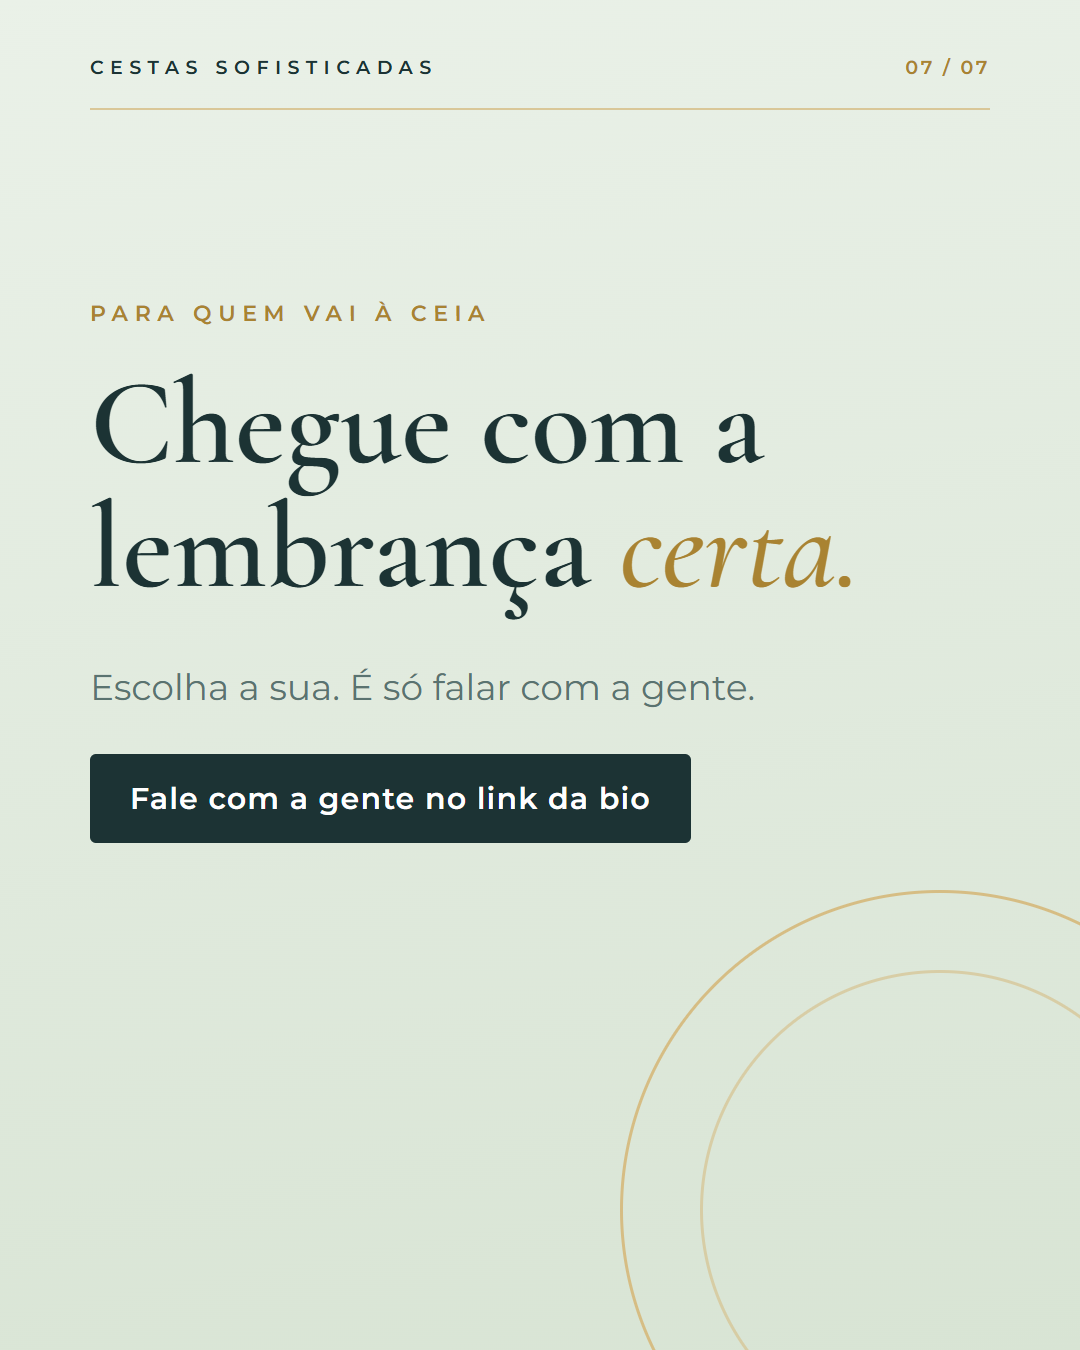 CESTAS SOFISTICADAS
07 / 07
PARA QUEM VAI À CEIA
Chegue com a
lembrança certa.
Escolha a sua. É só falar com a gente.
Fale com a gente no link da bio